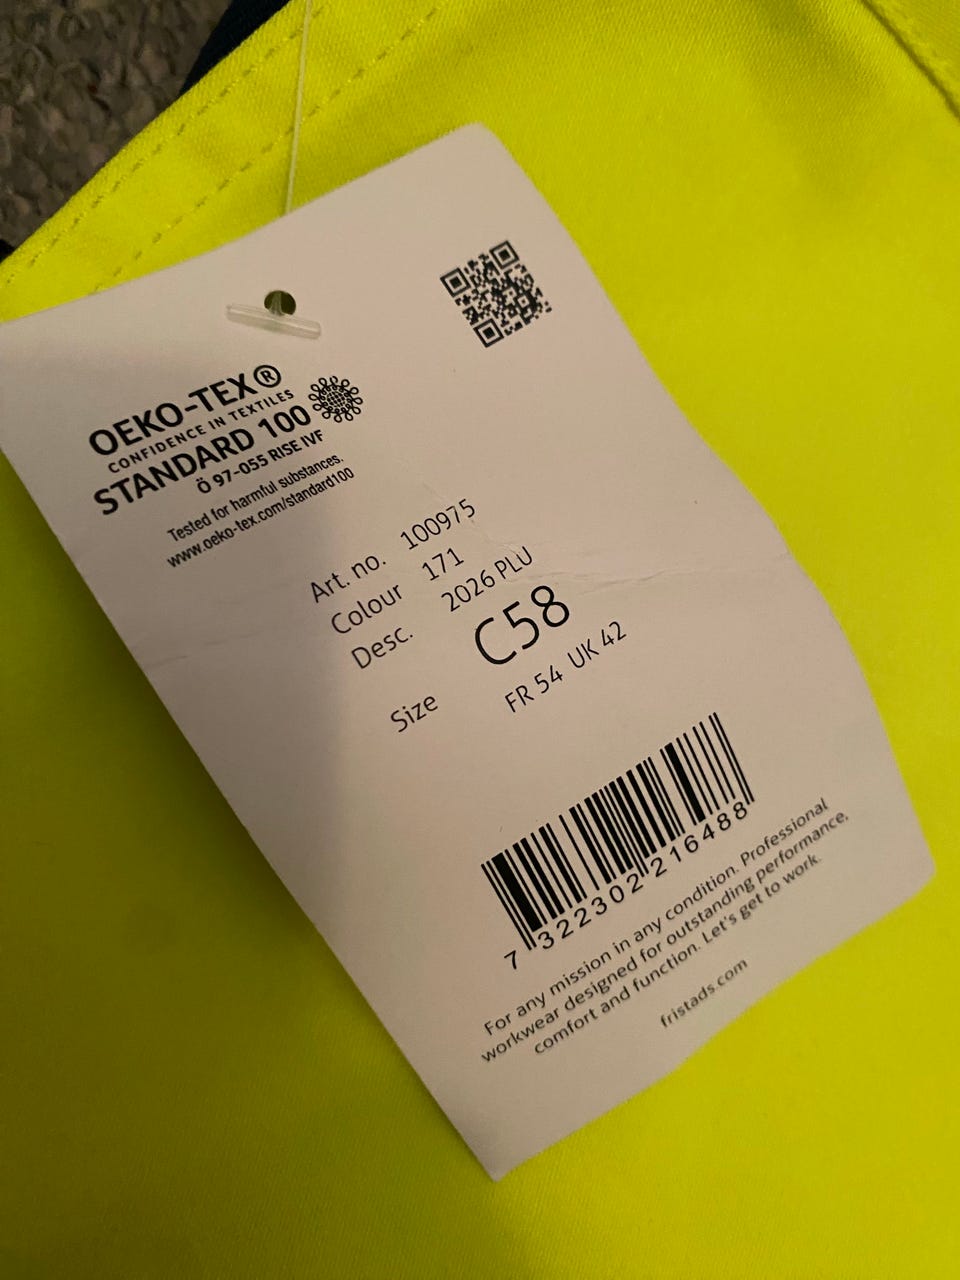 OEKO-TEX®
CONFIDENCE IN TEXTILES
STANDARD 100
Ö 97-055 RISE IVF
Tested for harmful substances.
www.oeko-tex.com/standard100
Art. no. 100975
Colour 171
Desc. 2026 PLU
Size C58
FR 54 UK 42
7 322302 216488
For any mission in any condition. Professional
workwear designed for outstanding performance,
comfort and function. Let's get to work.
fristads.com